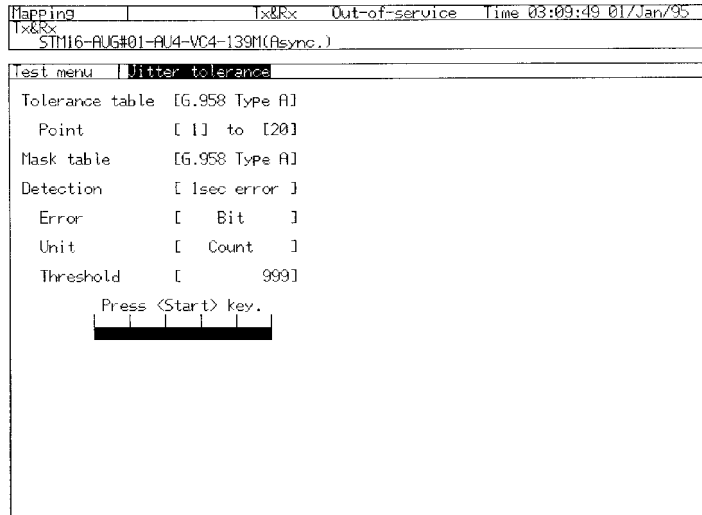 Mapping Tx&Rx Out-of-service Time 03:09:49 01/Jan/95
Tx&Rx
STM16-AUG#01-AU4-VC4-139M(Async.)
Test menu Jitter tolerance
Tolerance table [G.958 Type A]
Point [ 1] to [20]
Mask table [G.958 Type A]
Detection [ 1sec error ]
Error [ Bit ]
Unit [ Count ]
Threshold [ 999]
Press <Start> key.